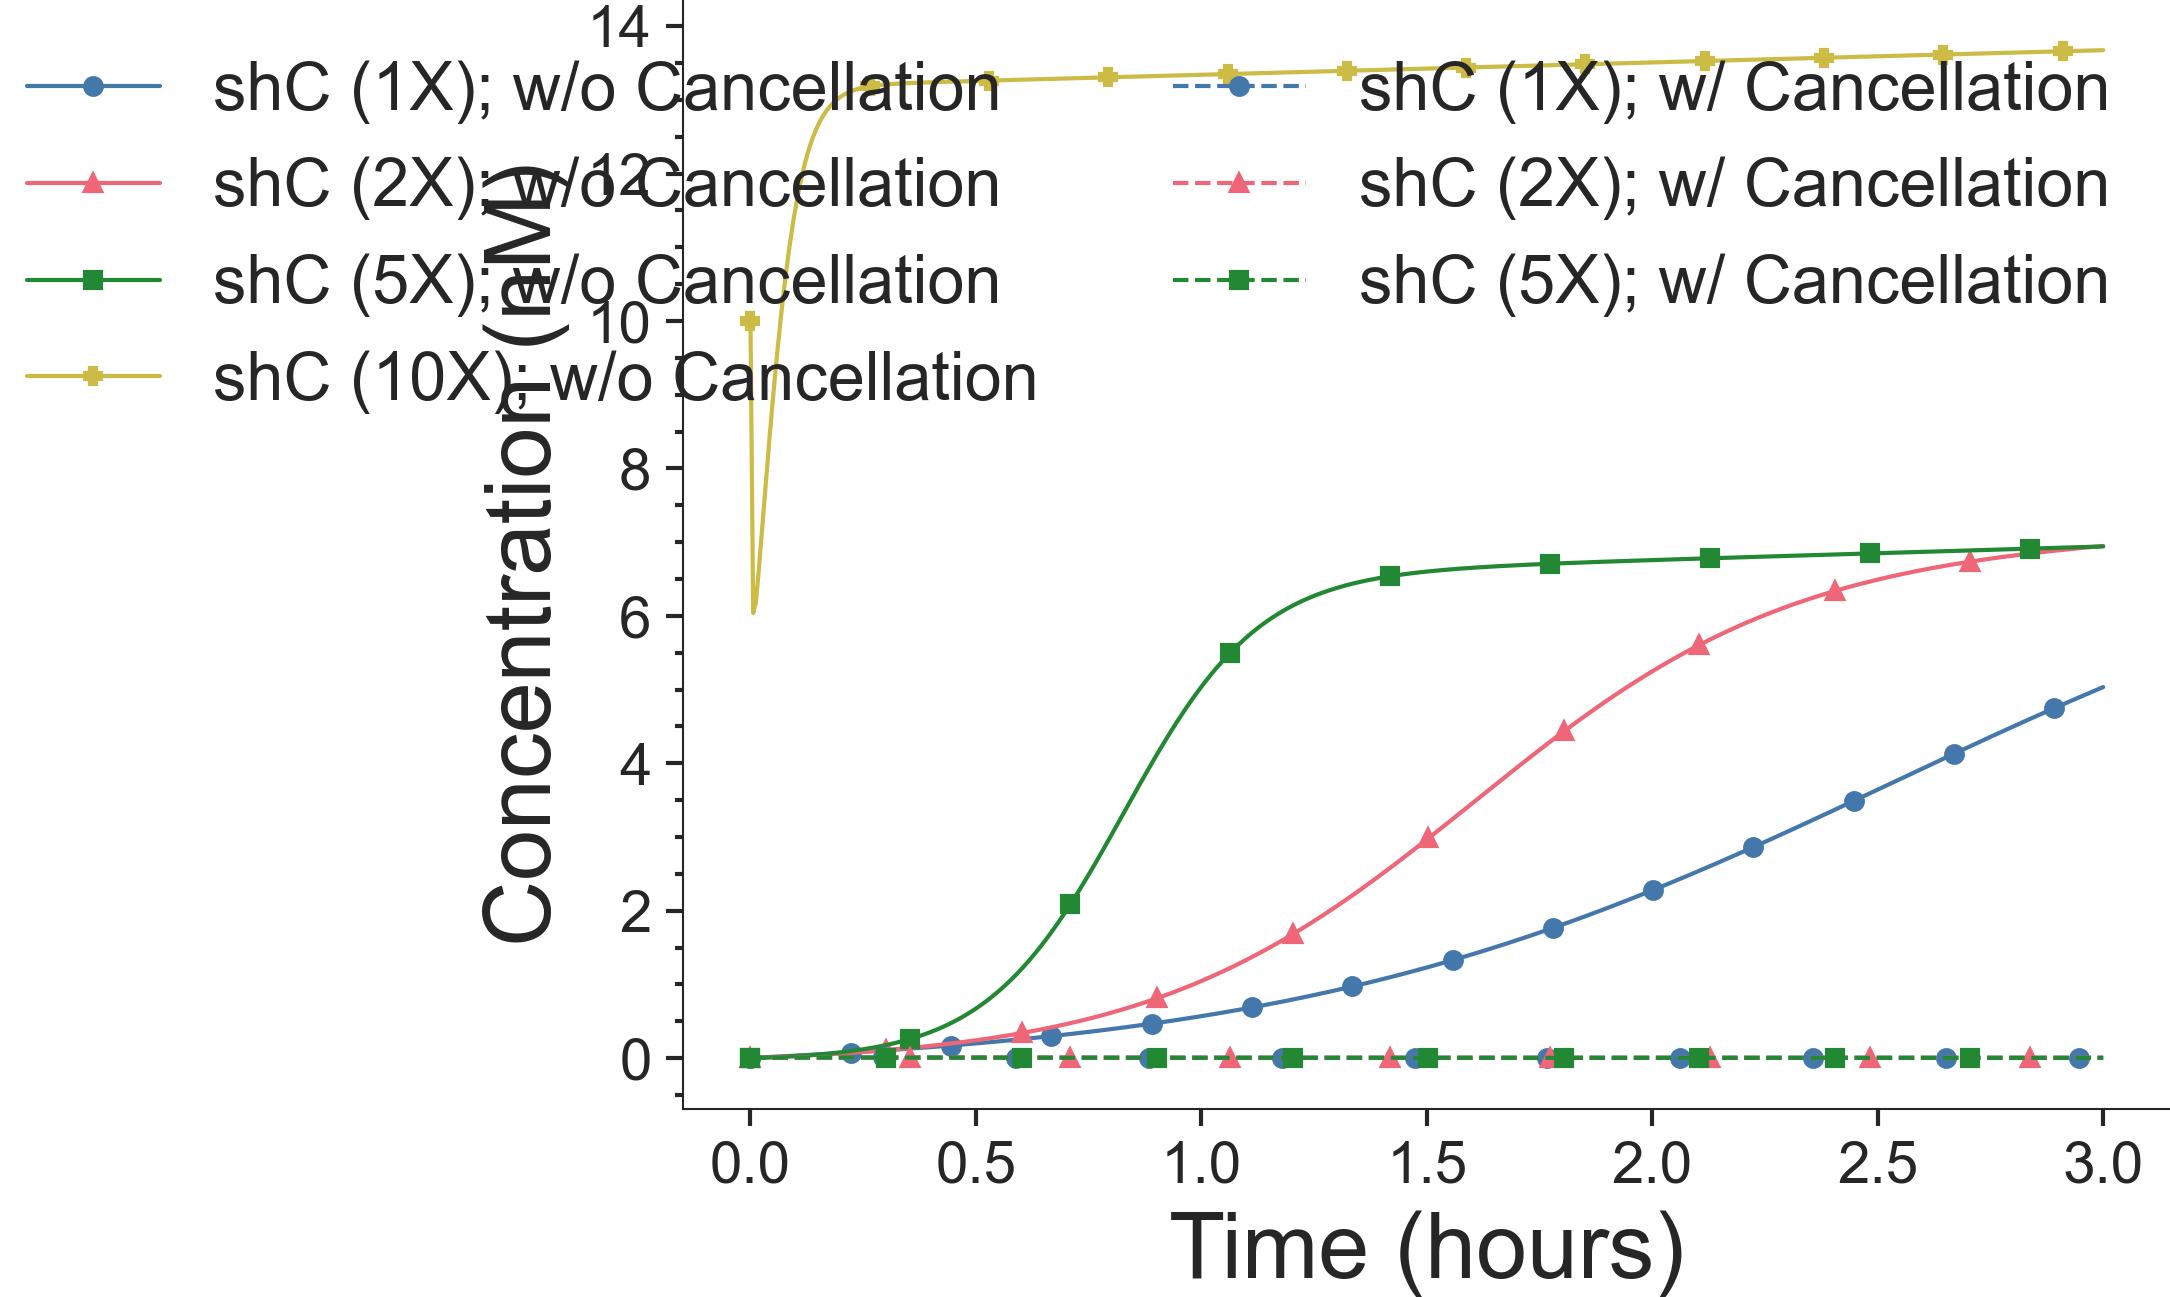 shC (1X); w/o Cancellation
shC (2X); w/o Cancellation
shC (5X); w/o Cancellation
shC (10X); w/o Cancellation
shC (1X); w/ Cancellation
shC (2X); w/ Cancellation
shC (5X); w/ Cancellation
Concentration (nM)
14
12
10
8
6
4
2
0
0.0 0.5 1.0 1.5 2.0 2.5 3.0
Time (hours)